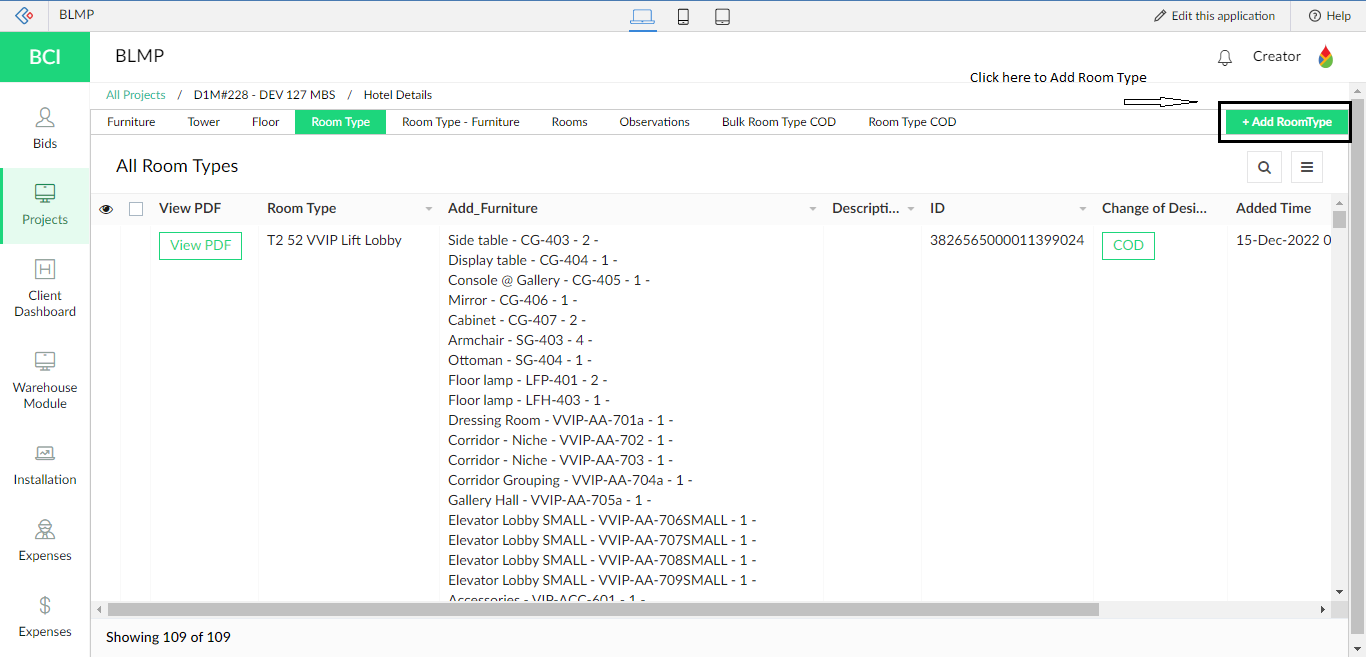 BLMP
Edit this application
Help
BCI
BLMP
Creator
Click here to Add Room Type
All Projects / D1M#228 - DEV 127 MBS / Hotel Details
Furniture Tower Floor Room Type Room Type - Furniture Rooms Observations Bulk Room Type COD Room Type COD
+ Add RoomType
Bids
Projects
Client
Dashboard
Warehouse
Module
Installation
Expenses
Expenses
All Room Types
View PDF Room Type Add_Furniture Descripti... ID Change of Desi... Added Time
View PDF T2 52 VVIP Lift Lobby Side table - CG-403 - 2 - 3826565000011399024 COD 15-Dec-2022 0
Display table - CG-404 - 1 -
Console @ Gallery - CG-405 - 1 -
Mirror - CG-406 - 1 -
Cabinet - CG-407 - 2 -
Armchair - SG-403 - 4 -
Ottoman - SG-404 - 1 -
Floor lamp - LFP-401 - 2 -
Floor lamp - LFH-403 - 1 -
Dressing Room - VVIP-AA-701a - 1 -
Corridor - Niche - VVIP-AA-702 - 1 -
Corridor - Niche - VVIP-AA-703 - 1 -
Corridor Grouping - VVIP-AA-704a - 1 -
Gallery Hall - VVIP-AA-705a - 1 -
Elevator Lobby SMALL - VVIP-AA-706SMALL - 1 -
Elevator Lobby SMALL - VVIP-AA-707SMALL - 1 -
Elevator Lobby SMALL - VVIP-AA-708SMALL - 1 -
Elevator Lobby SMALL - VVIP-AA-709SMALL - 1 -
Accessories - VIP-ACC-601 - 1 -
Showing 109 of 109